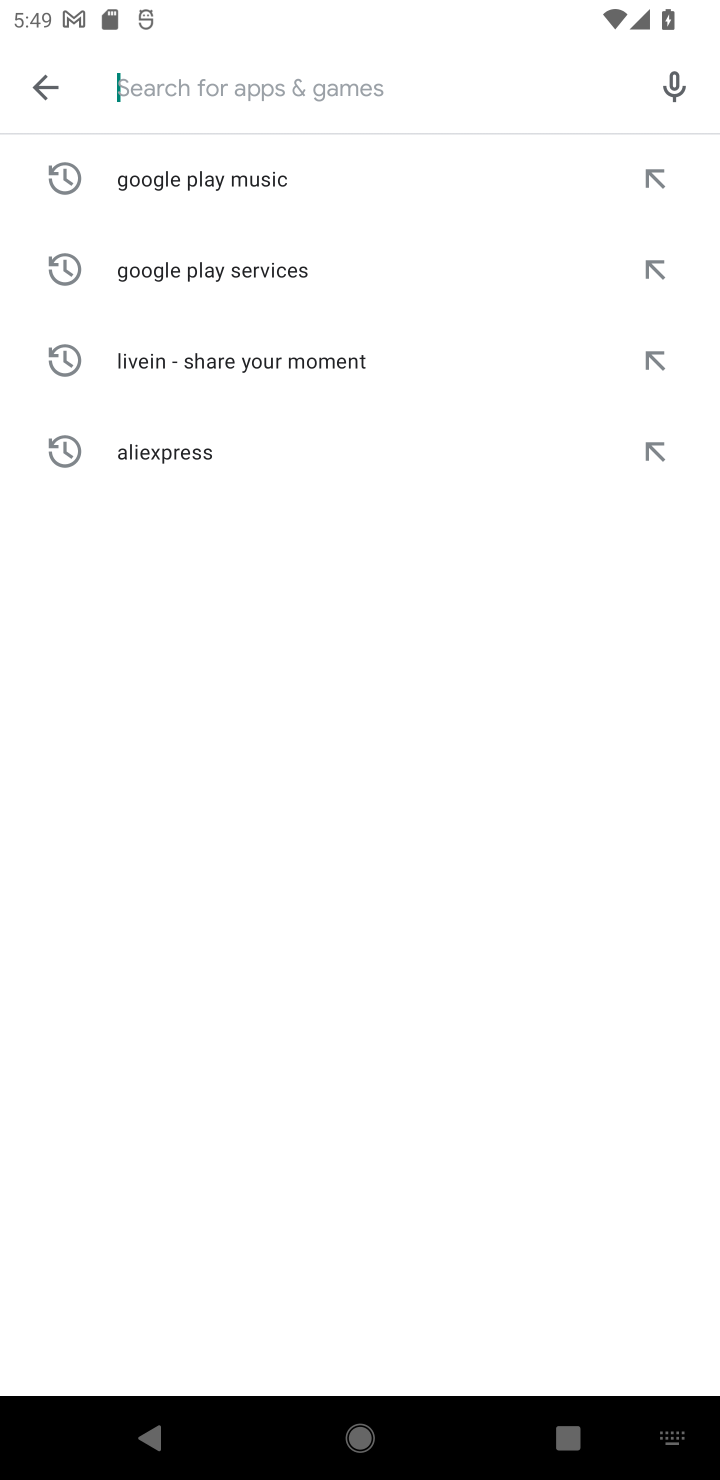 5:49
Search for apps & games
google play music
google play services
livein - share your moment
aliexpress